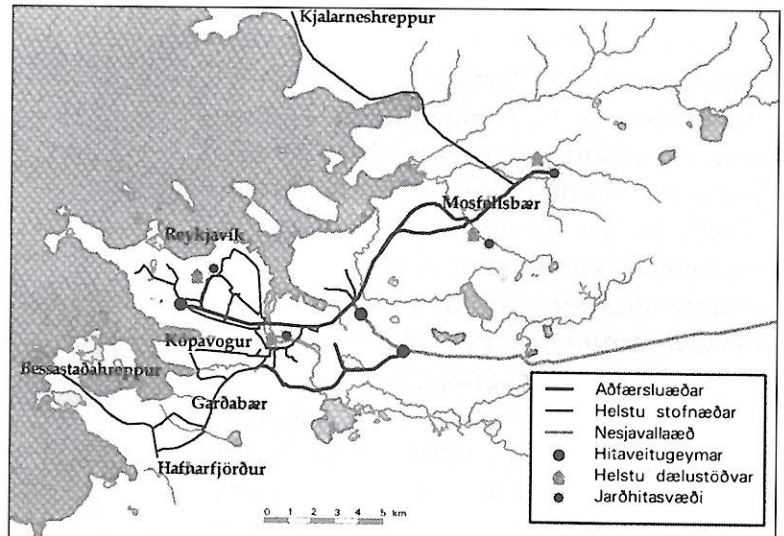 Kjalarneshreppur
Mosfellsbær
Reykjavík
Kópavogur
Bessastaðahreppur
Garðabær
Hafnarfjörður
0 1 2 3 4 5 km
Aðfærsluæðar
Helstu stofnæðar
Nesjavallaæð
Hitaveitugeymar
Helstu dælustöðvar
Jarðhitasvæði